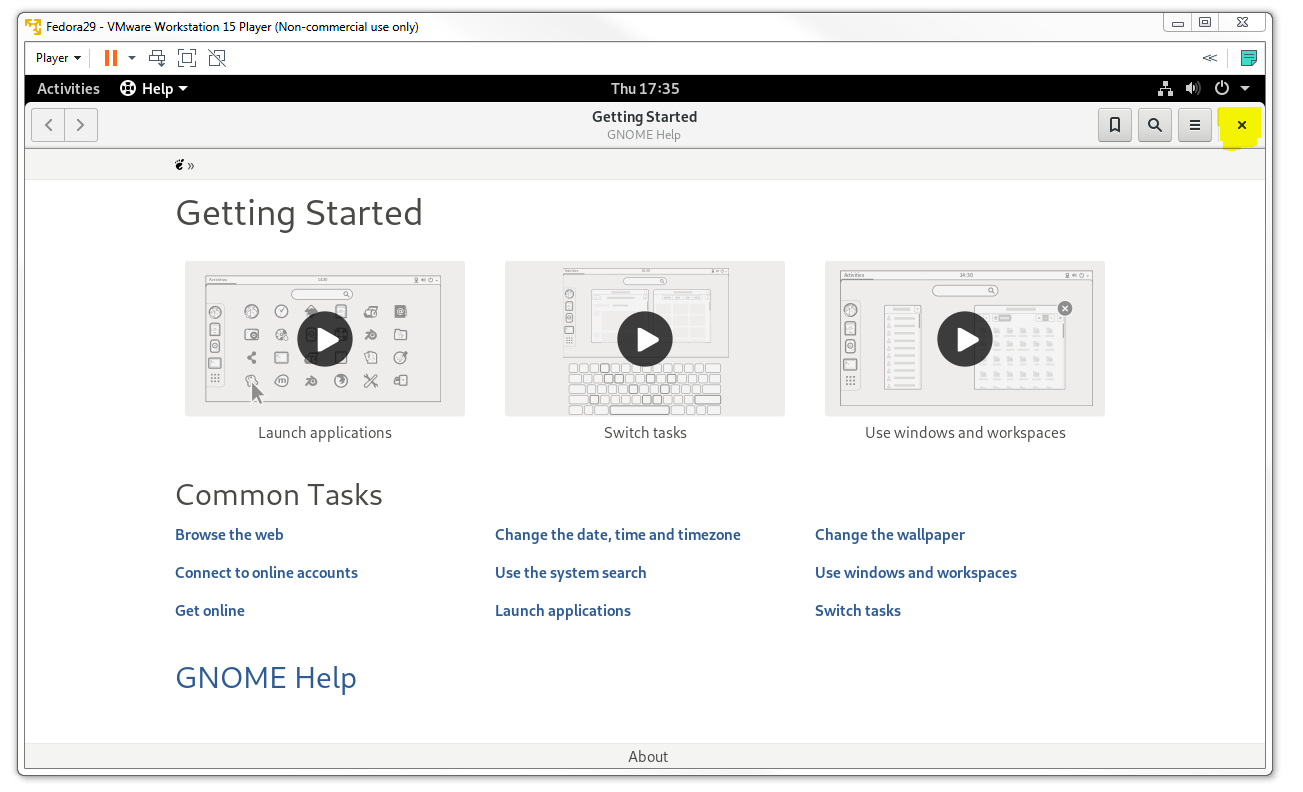 Fedora29 - VMware Workstation 15 Player (Non-commercial use only)
Player
Activities Help Thu 17:35
Getting Started
GNOME Help
»
Getting Started
Activities 14:30
Launch applications
Switch tasks
Use windows and workspaces
Common Tasks
Browse the web Change the date, time and timezone Change the wallpaper
Connect to online accounts Use the system search Use windows and workspaces
Get online Launch applications Switch tasks
GNOME Help
About